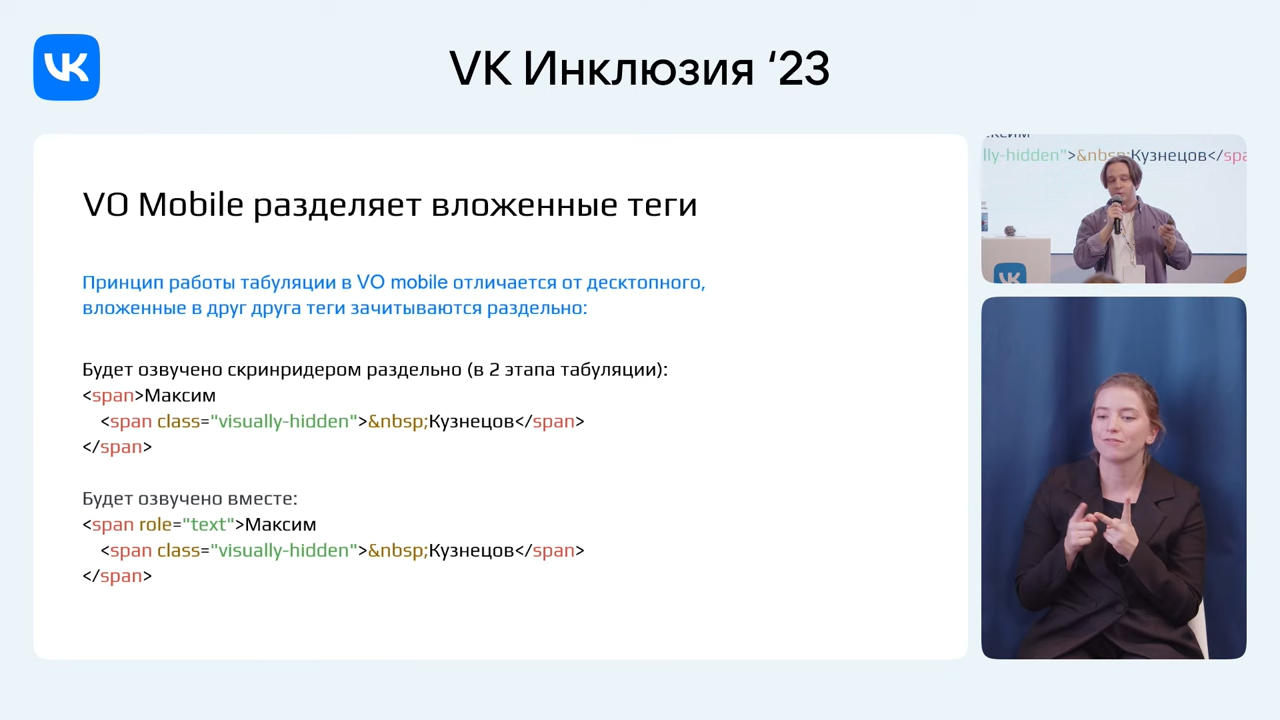 VK
VK Инклюзия ‘23
VO Mobile разделяет вложенные теги
Принцип работы табуляции в VO mobile отличается от десктопного,
вложенные в друг друга теги зачитываются раздельно:
Будет озвучено скринридером раздельно (в 2 этапа табуляции):
<span>Максим
<span class="visually-hidden">&nbsp;Кузнецов</span>
</span>
Будет озвучено вместе:
<span role="text">Максим
<span class="visually-hidden">&nbsp;Кузнецов</span>
</span>
lly-hidden">&nbsp;Кузнецов</spa
VK